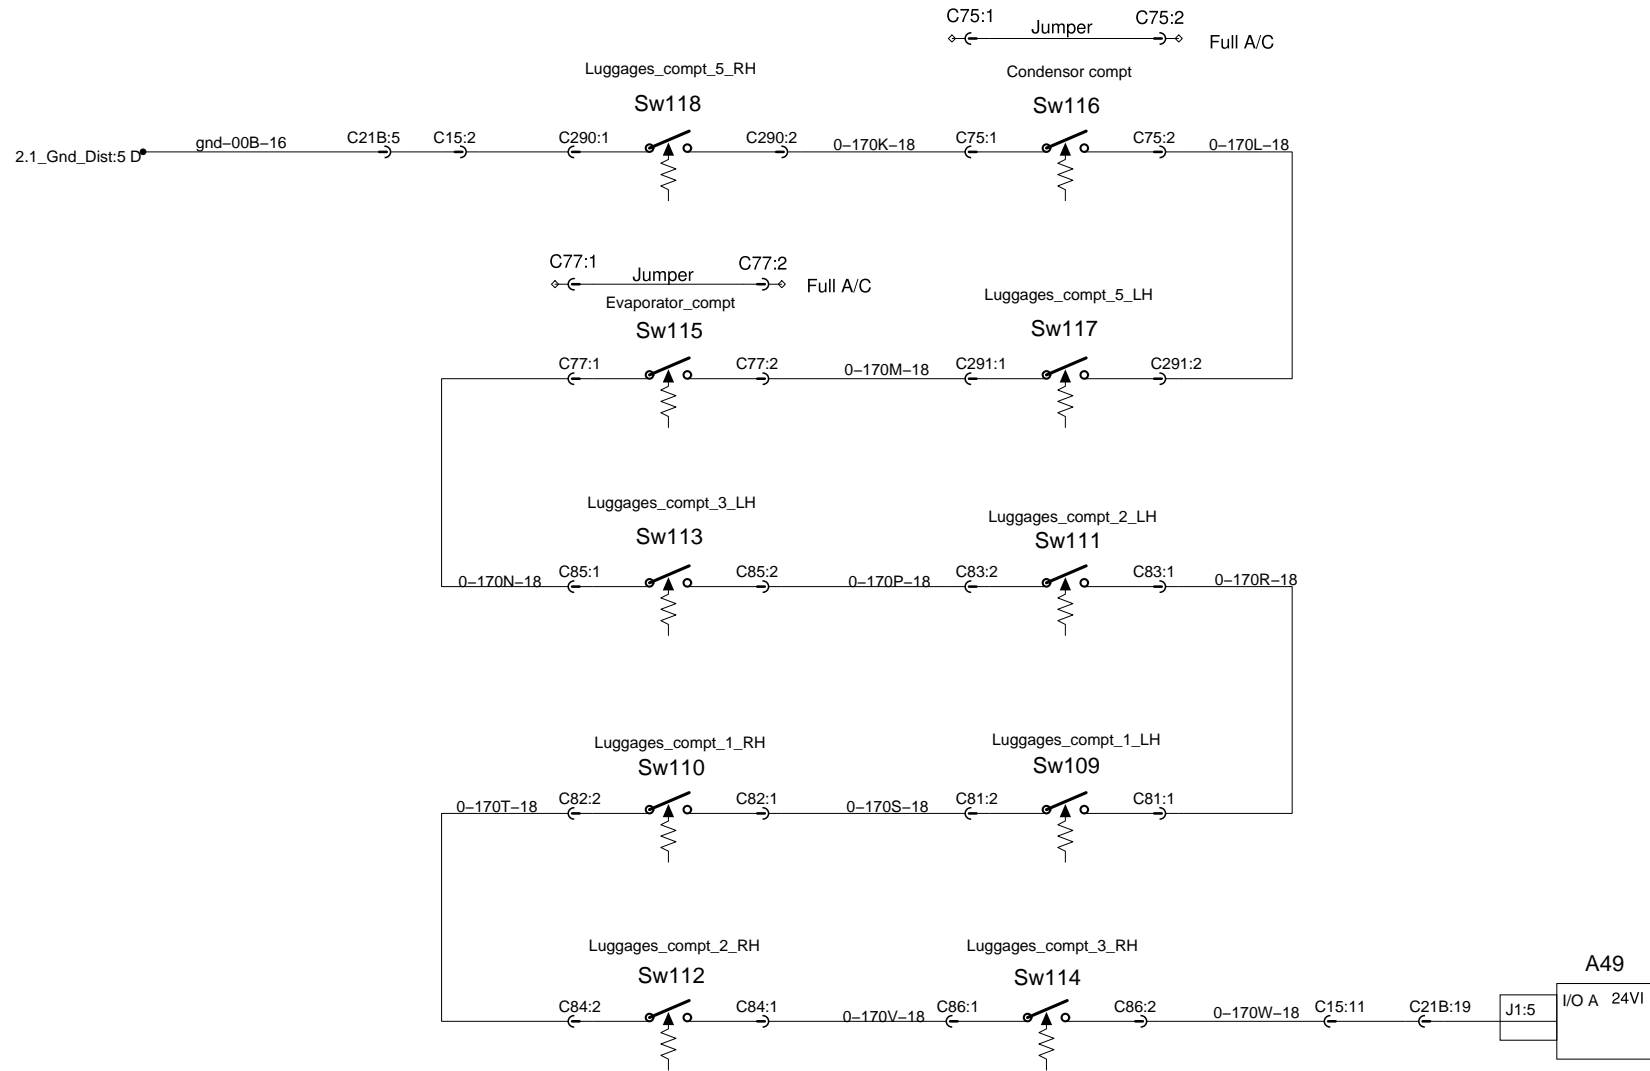 C75:1 Jumper C75:2 Full A/C
Luggages_compt_5_RH Condensor compt
Sw118 Sw116
2.1_Gnd_Dist:5 D gnd–00B–16 C21B:5 C15:2 C290:1 C290:2 0–170K–18 C75:1 C75:2 0–170L–18
C77:1 Jumper C77:2 Full A/C
Evaporator_compt Luggages_compt_5_LH
Sw115 Sw117
C77:1 C77:2 0–170M–18 C291:1 C291:2
Luggages_compt_3_LH Luggages_compt_2_LH
Sw113 Sw111
0–170N–18 C85:1 C85:2 0–170P–18 C83:2 C83:1 0–170R–18
Luggages_compt_1_RH Luggages_compt_1_LH
Sw110 Sw109
0–170T–18 C82:2 C82:1 0–170S–18 C81:2 C81:1
Luggages_compt_2_RH Luggages_compt_3_RH
Sw112 Sw114 A49
C84:2 C84:1 0–170V–18 C86:1 C86:2 0–170W–18 C15:11 C21B:19 J1:5 I/O A 24VI